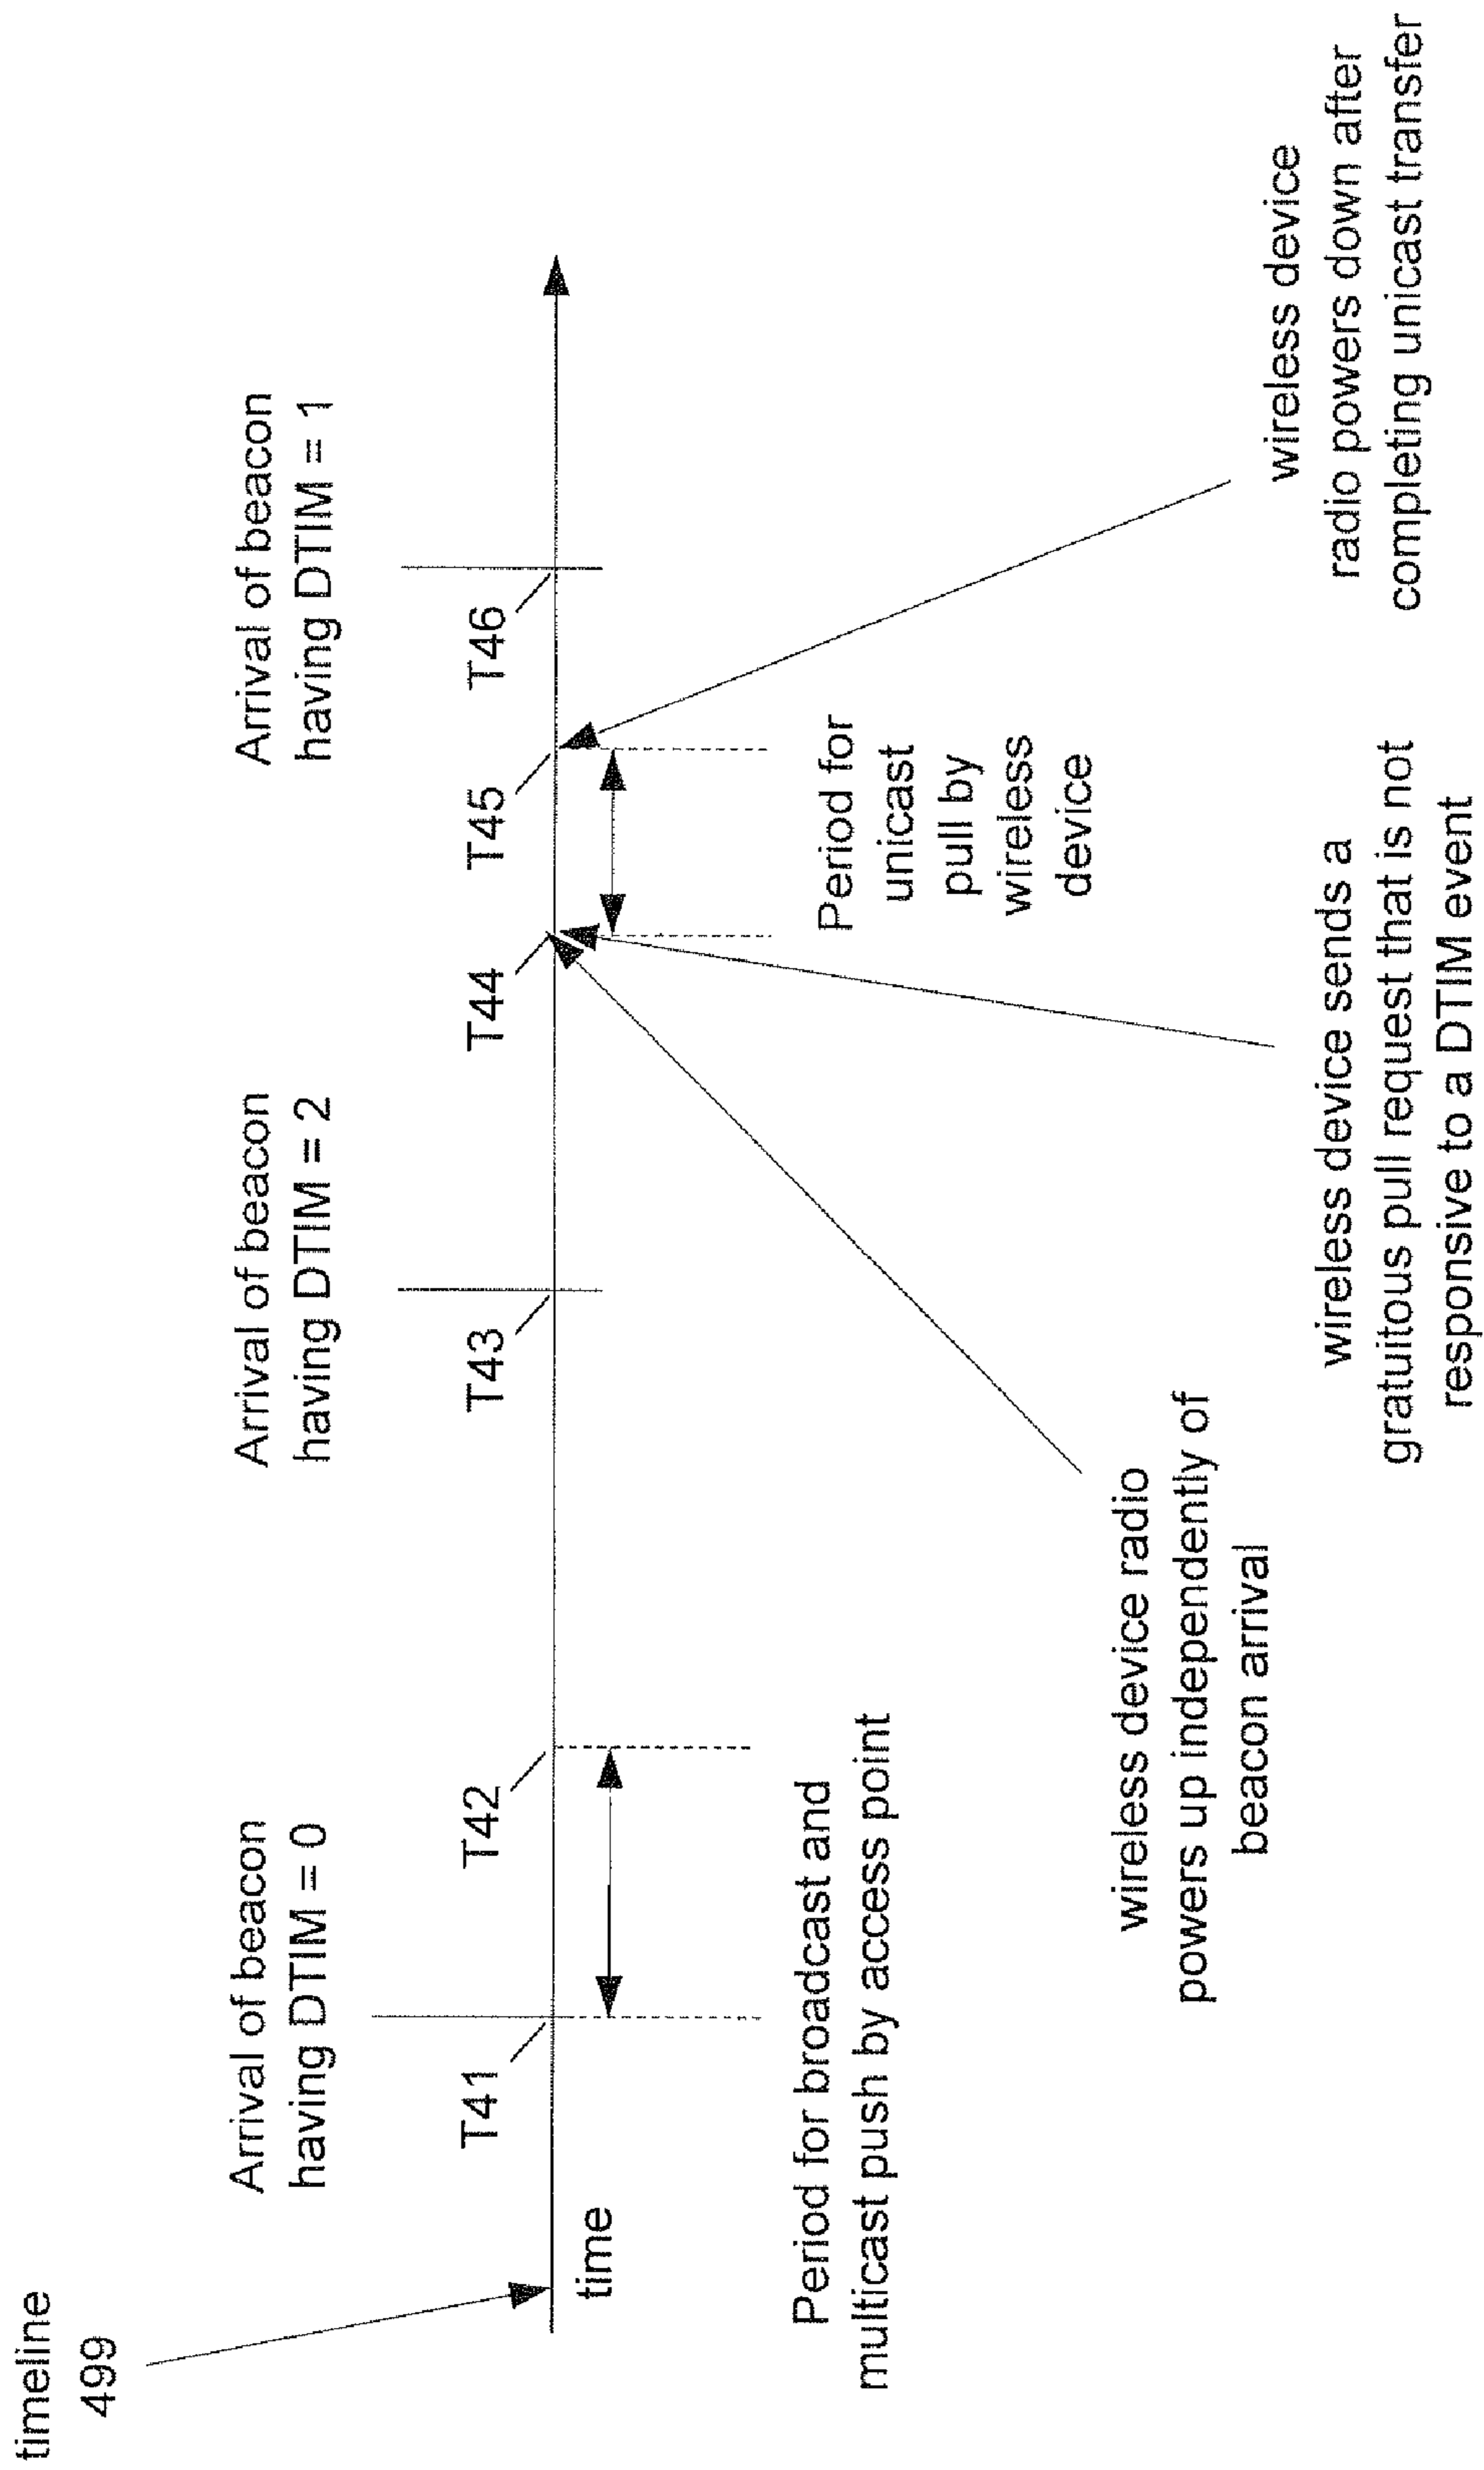 timeline
499
Arrival of beacon
having DTIM = 0
Arrival of beacon
having DTIM = 2
Arrival of beacon
having DTIM = 1
T41
T42
T43
T44
T45
T46
time
Period for broadcast and
multicast push by access point
Period for
unicast
pull by
wireless
device
wireless device radio
powers up independently of
beacon arrival
wireless device sends a
gratuitous pull request that is not
responsive to a DTIM event
wireless device
radio powers down after
completing unicast transfer